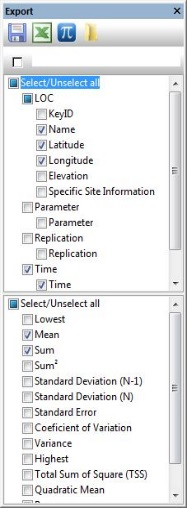 Export
Select/Unselect all
LOC
KeyID
Name
Latitude
Longitude
Elevation
Specific Site Information
Parameter
Parameter
Replication
Replication
Time
Time
Select/Unselect all
Lowest
Mean
Sum
Sum²
Standard Deviation (N-1)
Standard Deviation (N)
Standard Error
Coeficient of Variation
Variance
Highest
Total Sum of Square (TSS)
Quadratic Mean